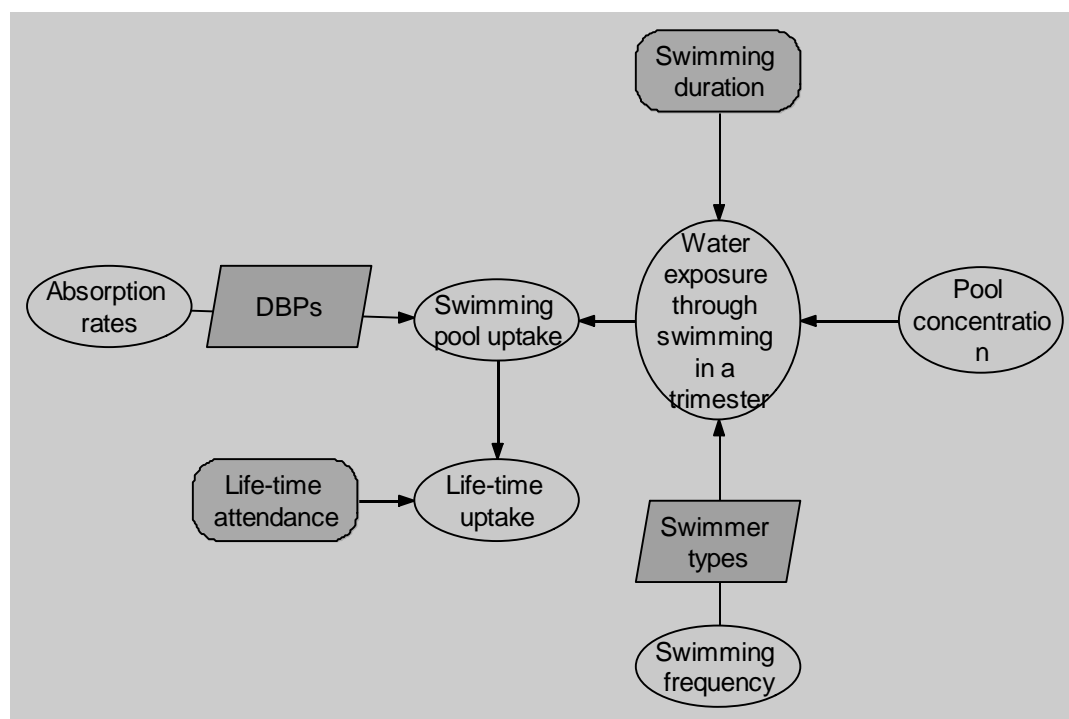 Swimming
duration
Water
exposure
through
swimming
in a
trimester
Absorption
rates
DBPs
Swimming
pool uptake
Pool
concentratio
n
Life-time
attendance
Life-time
uptake
Swimmer
types
Swimming
frequency